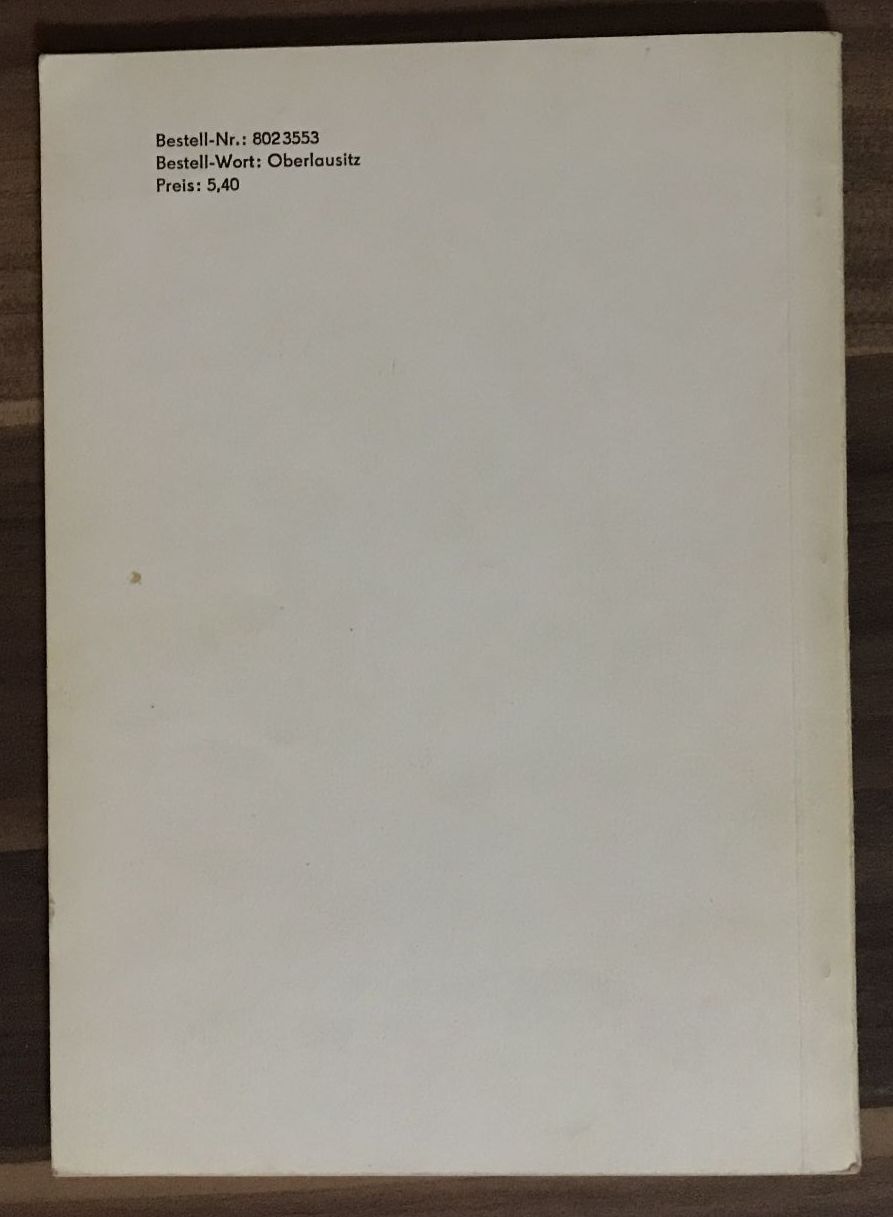 Bestell-Nr.: 8023553
Bestell-Wort: Oberlausitz
Preis: 5,40